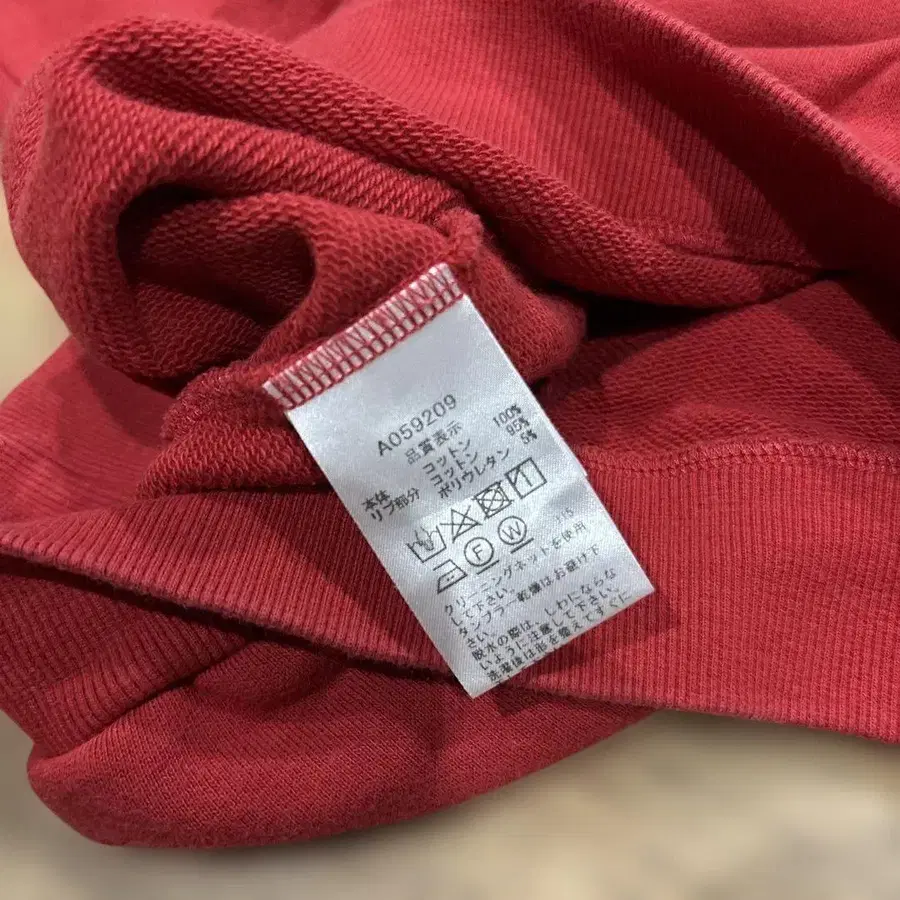 A059209
品質表示
本体 コットン 100%
リブ部分 コットン 95%
ポリウレタン 5%
F W
クリーニングネットを使用
して下さい。
タンブラー乾燥はお避け下
さい。
脱水の際は、しわにならな
いように注意して下さい。
洗濯後は形を整えてすぐに